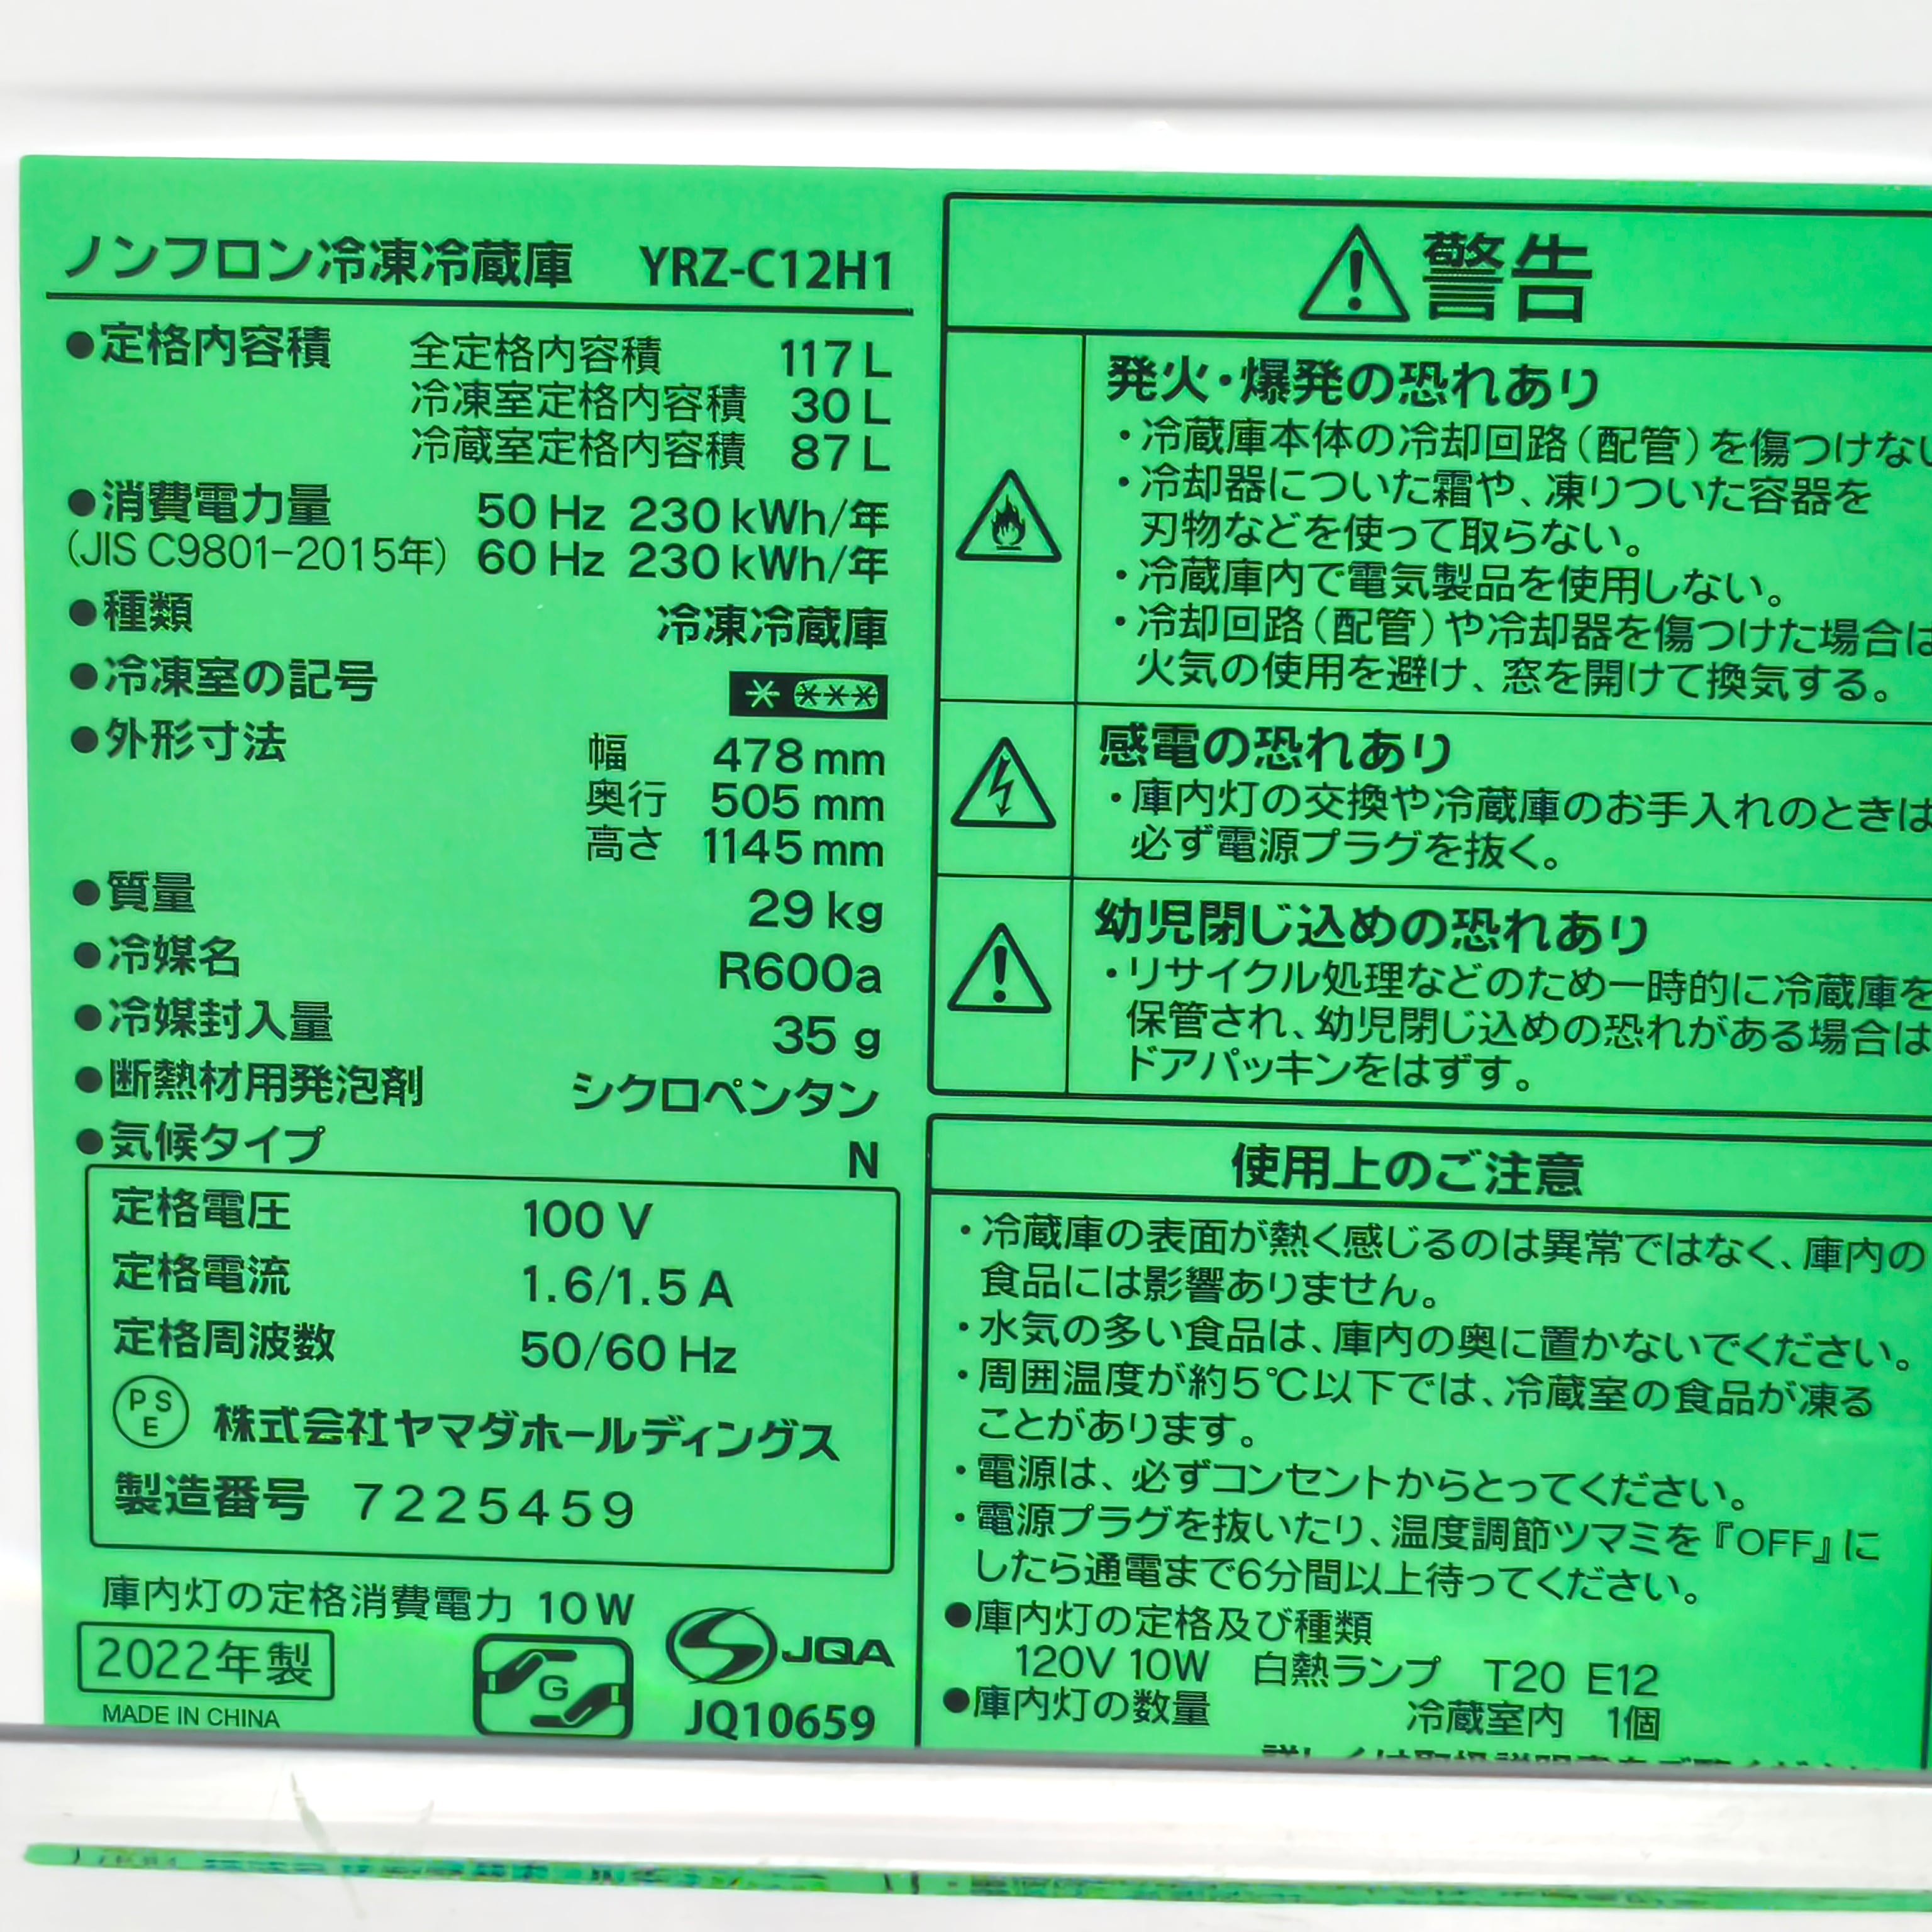 ノンフロン冷凍冷蔵庫 YRZ-C12H1
●定格内容積 全定格内容積 117 L
冷凍室定格内容積 30 L
冷蔵室定格内容積 87 L
●消費電力量 50 Hz 230 kWh/年
(JIS C9801-2015年) 60 Hz 230 kWh/年
●種類 冷凍冷蔵庫
●冷凍室の記号
●外形寸法 幅 478 mm
奥行 505 mm
高さ 1145 mm
●質量 29 kg
●冷媒名 R600a
●冷媒封入量 35 g
●断熱材用発泡剤 シクロペンタン
●気候タイプ N
定格電圧 100 V
定格電流 1.6/1.5 A
定格周波数 50/60 Hz
PSE 株式会社ヤマダホールディングス
製造番号 7225459
庫内灯の定格消費電力 10W
2022年製
MADE IN CHINA
G
JQA
JQ10659
警告
発火・爆発の恐れあり
・冷蔵庫本体の冷却回路(配管)を傷つけない
・冷却器についた霜や、凍りついた容器を
刃物などを使って取らない。
・冷蔵庫内で電気製品を使用しない。
・冷却回路(配管)や冷却器を傷つけた場合は
火気の使用を避け、窓を開けて換気する。
感電の恐れあり
・庫内灯の交換や冷蔵庫のお手入れのときは
必ず電源プラグを抜く。
幼児閉じ込めの恐れあり
・リサイクル処理などのため一時的に冷蔵庫を
保管され、幼児閉じ込めの恐れがある場合は
ドアパッキンをはずす。
使用上のご注意
・冷蔵庫の表面が熱く感じるのは異常ではなく、庫内の
食品には影響ありません。
・水気の多い食品は、庫内の奥に置かないでください。
・周囲温度が約5℃以下では、冷蔵室の食品が凍る
ことがあります。
・電源は、必ずコンセントからとってください。
・電源プラグを抜いたり、温度調節ツマミを『OFF』に
したら通電まで6分間以上待ってください。
●庫内灯の定格及び種類
120V 10W 白熱ランプ T20 E12
●庫内灯の数量 冷蔵室内 1個